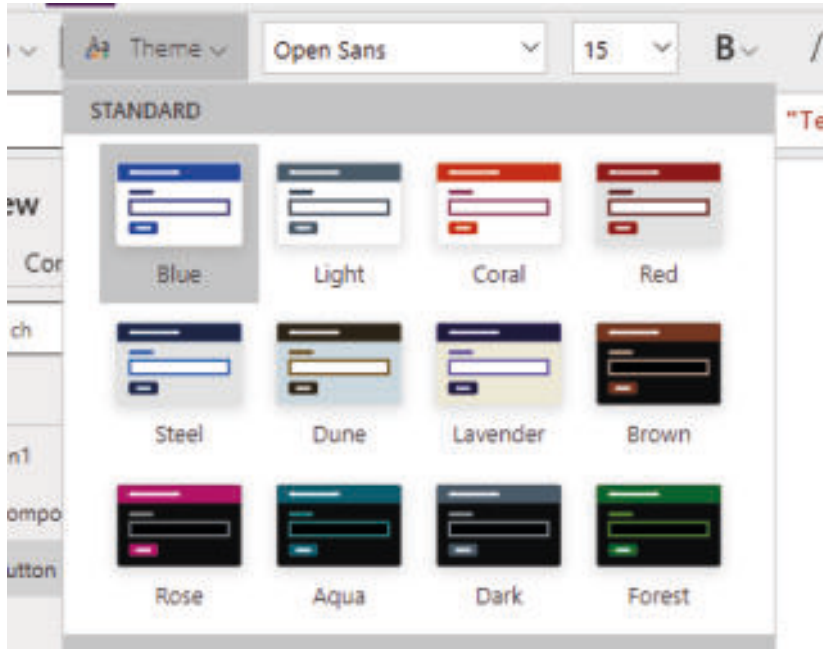 Theme Open Sans 15 B /
STANDARD
"Te
ew
Blue Light Coral Red
Cor
ch
Steel Dune Lavender Brown
n1
ompo
utton
Rose Aqua Dark Forest